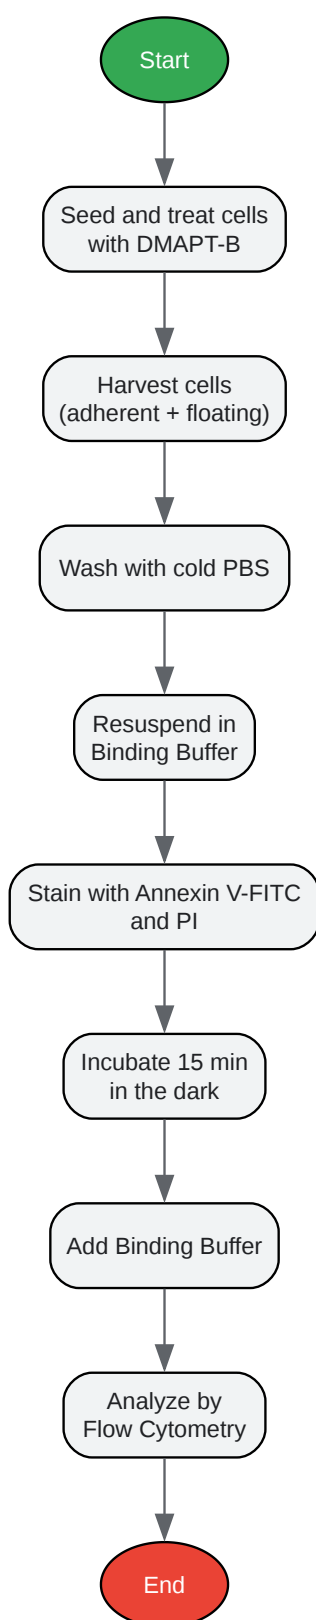 Start
Seed and treat cells
with DMAPT-B
Harvest cells
(adherent + floating)
Wash with cold PBS
Resuspend in
Binding Buffer
Stain with Annexin V-FITC
and PI
Incubate 15 min
in the dark
Add Binding Buffer
Analyze by
Flow Cytometry
End